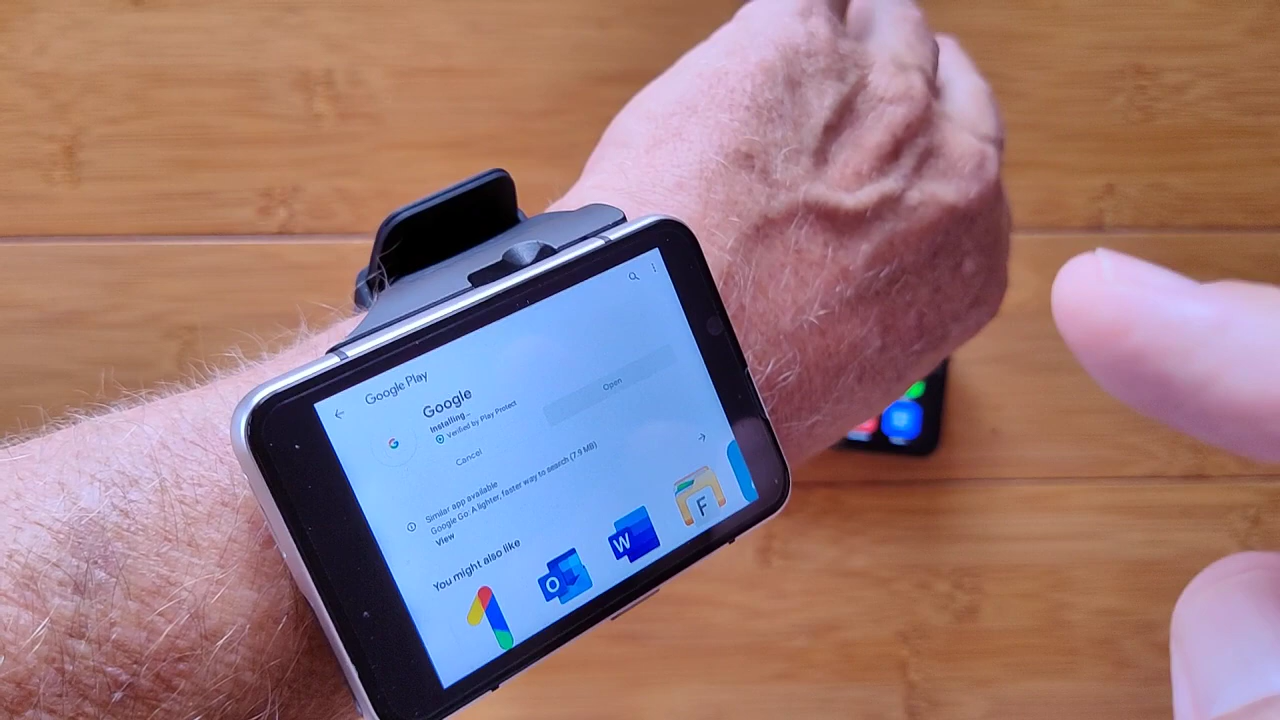 Google Play
Google
Installing...
Verified by Play Protect
Open
Cancel
Similar app available
Google Go: A lighter, faster way to search (7.9 MB)
View
You might also like
G
O
W
F